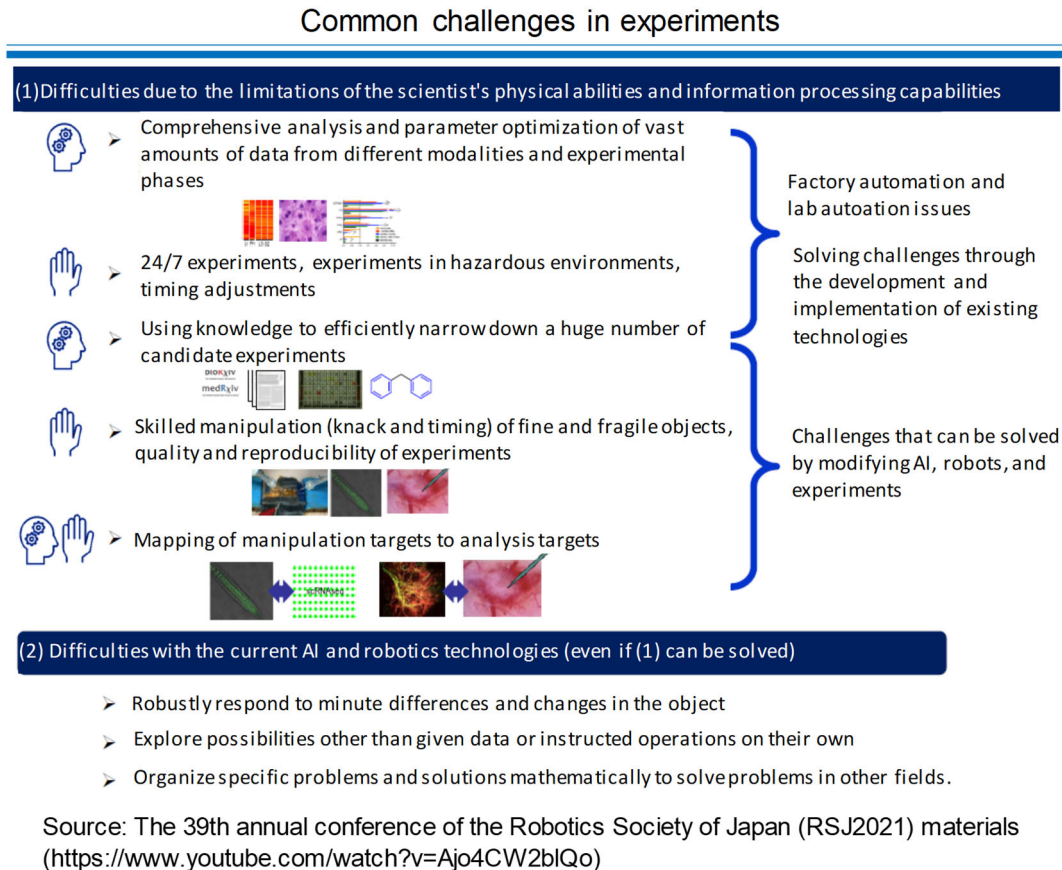 Common challenges in experiments
(1)Difficulties due to the limitations of the scientist's physical abilities and information processing capabilities
➢ Comprehensive analysis and parameter optimization of vast
amounts of data from different modalities and experimental
phases
➢ 24/7 experiments, experiments in hazardous environments,
timing adjustments
➢ Using knowledge to efficiently narrow down a huge number of
candidate experiments
medRxiv
➢ Skilled manipulation (knack and timing) of fine and fragile objects,
quality and reproducibility of experiments
➢ Mapping of manipulation targets to analysis targets
scRNAseq
Factory automation and
lab autoation issues
Solving challenges through
the development and
implementation of existing
technologies
Challenges that can be solved
by modifying AI, robots, and
experiments
(2) Difficulties with the current AI and robotics technologies (even if (1) can be solved)
➢ Robustly respond to minute differences and changes in the object
➢ Explore possibilities other than given data or instructed operations on their own
➢ Organize specific problems and solutions mathematically to solve problems in other fields.
Source: The 39th annual conference of the Robotics Society of Japan (RSJ2021) materials
(https://www.youtube.com/watch?v=Ajo4CW2blQo)